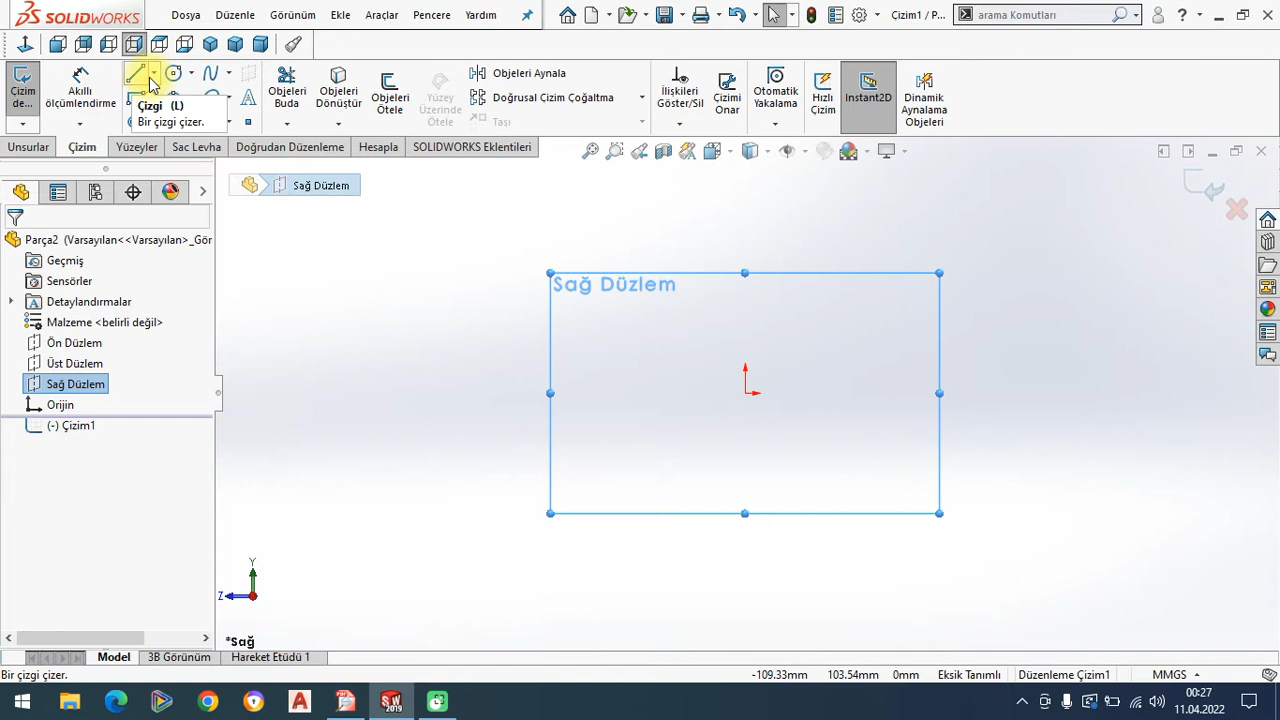 SOLIDWORKS Dosya Düzenle Görünüm Ekle Araçlar Pencere Yardım Çizim1 / P... arama Komutları ?
Çizim de...
Akıllı ölçümlendirme
Objeleri Buda
Objeleri Dönüştür
Objeleri Ötele
Yüzey Üzerinde Ötele
Objeleri Aynala
Doğrusal Çizim Çoğaltma
Taşı
İlişkileri Göster/Sil
Çizimi Onar
Otomatik Yakalama
Hızlı Çizim
Instant2D
Dinamik Aynalama Objeleri
Çizgi (L)
Bir çizgi çizer.
Unsurlar Çizim Yüzeyler Sac Levha Doğrudan Düzenleme Hesapla SOLIDWORKS Eklentileri
Sağ Düzlem
Parça2 (Varsayılan<<Varsayılan>_Gör
Geçmiş
Sensörler
Detaylandırmalar
Malzeme <belirli değil>
Ön Düzlem
Üst Düzlem
Sağ Düzlem
Orijin
(-) Çizim1
Sağ Düzlem
Y
Z
*Sağ
Model 3B Görünüm Hareket Etüdü 1
Bir çizgi çizer. -109.33mm 103.54mm 0mm Eksik Tanımlı Düzenleme Çizim1 MMGS
SW 2019
00:27
11.04.2022